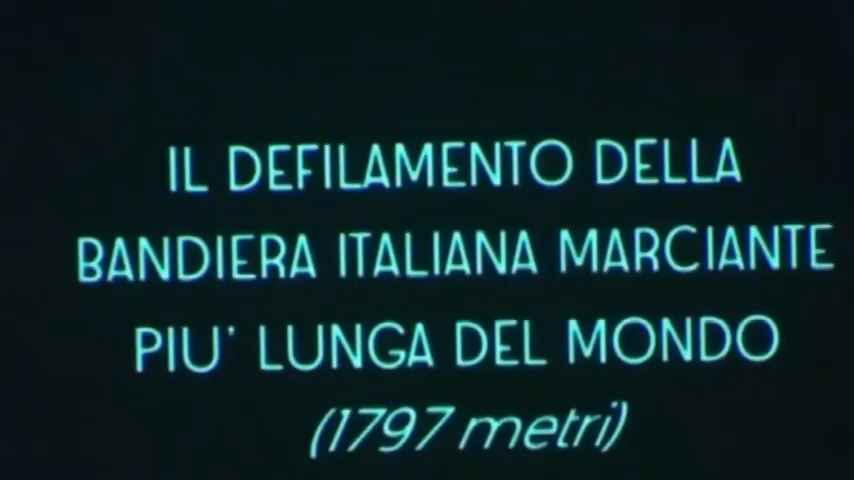 IL DEFILAMENTO DELLA
BANDIERA ITALIANA MARCIANTE
PIU' LUNGA DEL MONDO
(1797 metri)